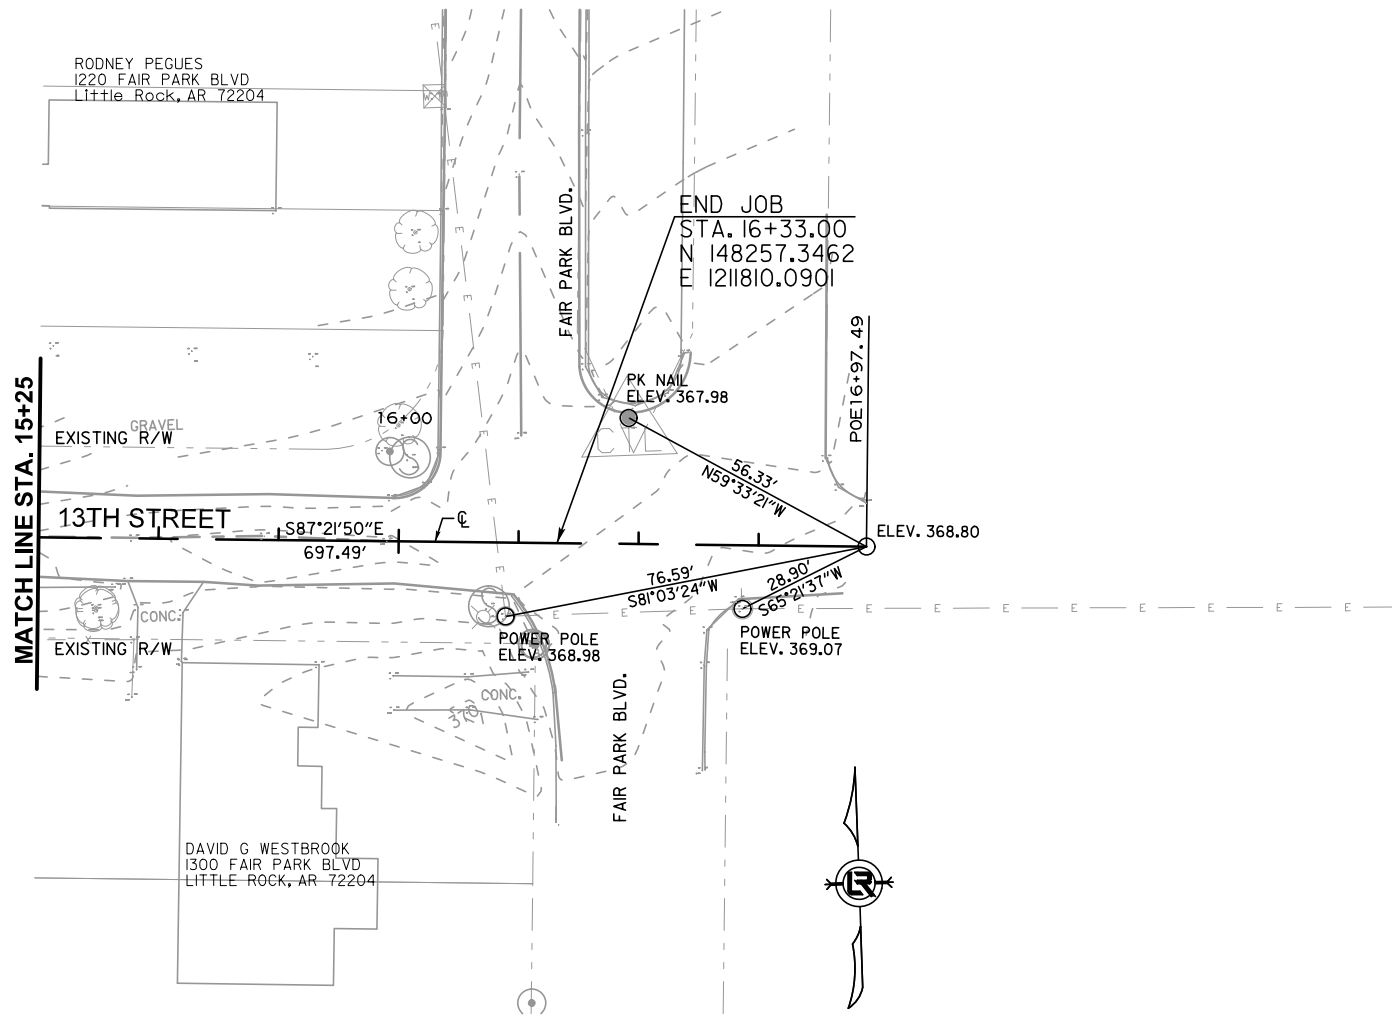 RODNEY PEGUES
1220 FAIR PARK BLVD
Little Rock, AR 72204
W
E
E
E
E
E
E
E
FAIR PARK BLVD.
END JOB
STA. 16+33.00
N 148257.3462
E 1211810.0901
POE16+97.49
PK NAIL
ELEV. 367.98
MATCH LINE STA. 15+25
16+00
GRAVEL
EXISTING R/W
56.33'
N59°33'21"W
13TH STREET
S87°21'50"E
697.49'
ELEV. 368.80
76.59'
S81°03'24"W
28.90'
S65°21'37"W
CONC.
EXISTING R/W
E E E E E E E E E
POWER POLE
ELEV. 368.98
POWER POLE
ELEV. 369.07
CONC.
370
FAIR PARK BLVD.
DAVID G WESTBROOK
1300 FAIR PARK BLVD
LITTLE ROCK, AR 72204
LR